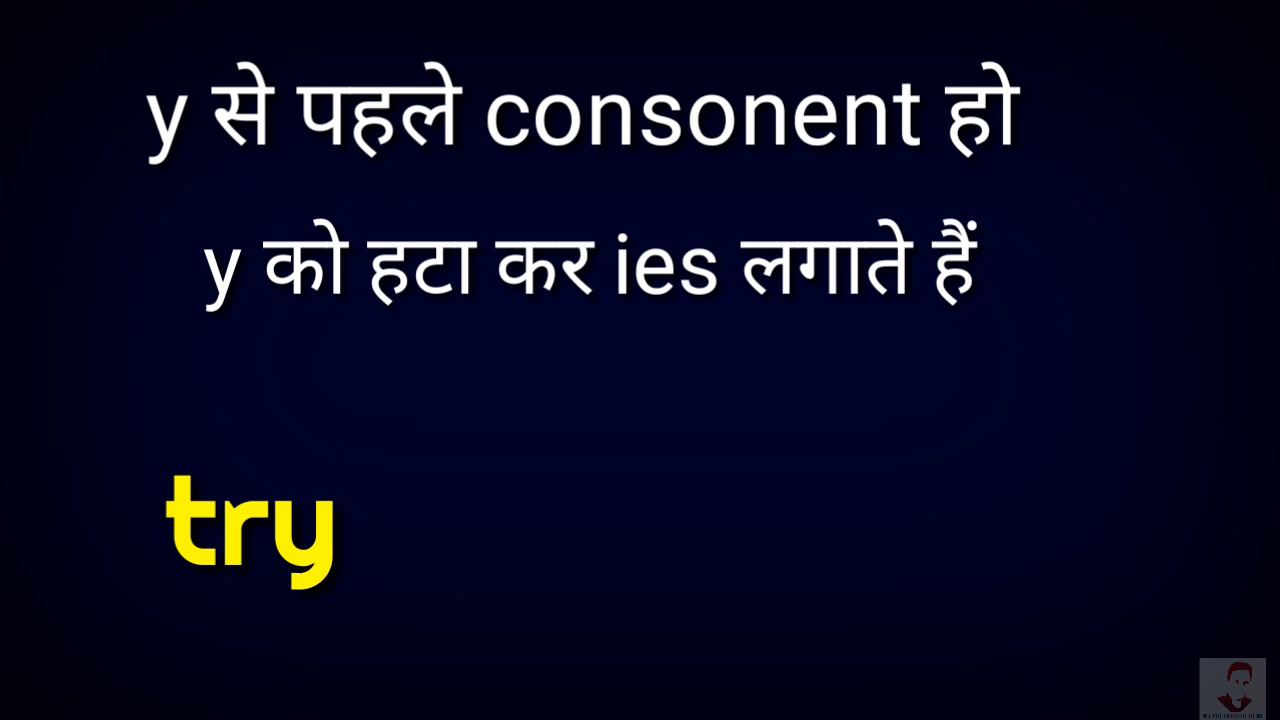 y से पहले consonent हो
y को हटा कर ies लगाते हैं
try